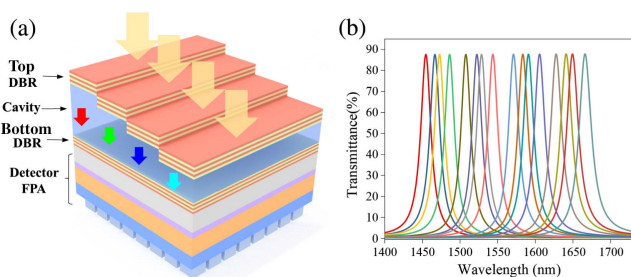 (a)
Top
DBR
Cavity
Bottom
DBR
Detector
FPA
(b)
Transmittance(%)
90
80
70
60
50
40
30
20
10
0
1400 1450 1500 1550 1600 1650 1700
Wavelength (nm)